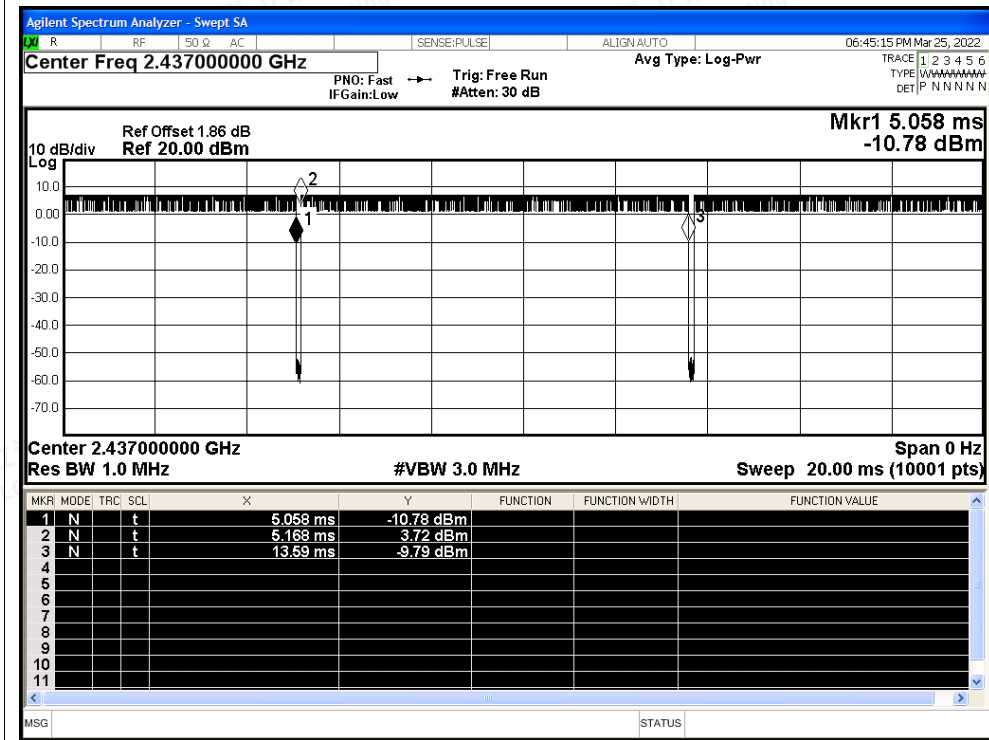 Agilent Spectrum Analyzer - Swept SA
LXI R RF 50 Ω AC SENSE:PULSE ALIGN AUTO 06:45:15 PM Mar 25, 2022
Center Freq 2.437000000 GHz Avg Type: Log-Pwr TRACE 1 2 3 4 5 6
PNO: Fast Trig: Free Run TYPE WWWWWW
IFGain:Low #Atten: 30 dB DET P N N N N N
Mkr1 5.058 ms
Ref Offset 1.86 dB
10 dB/div Ref 20.00 dBm -10.78 dBm
Log
10.0
0.00
-10.0
-20.0
-30.0
-40.0
-50.0
-60.0
-70.0
2
1
3
Center 2.437000000 GHz Span 0 Hz
Res BW 1.0 MHz #VBW 3.0 MHz Sweep 20.00 ms (10001 pts)
MKR MODE TRC SCL X Y FUNCTION FUNCTION WIDTH FUNCTION VALUE
1 N t 5.058 ms -10.78 dBm
2 N t 5.168 ms 3.72 dBm
3 N t 13.59 ms -9.79 dBm
4
5
6
7
8
9
10
11
MSG STATUS